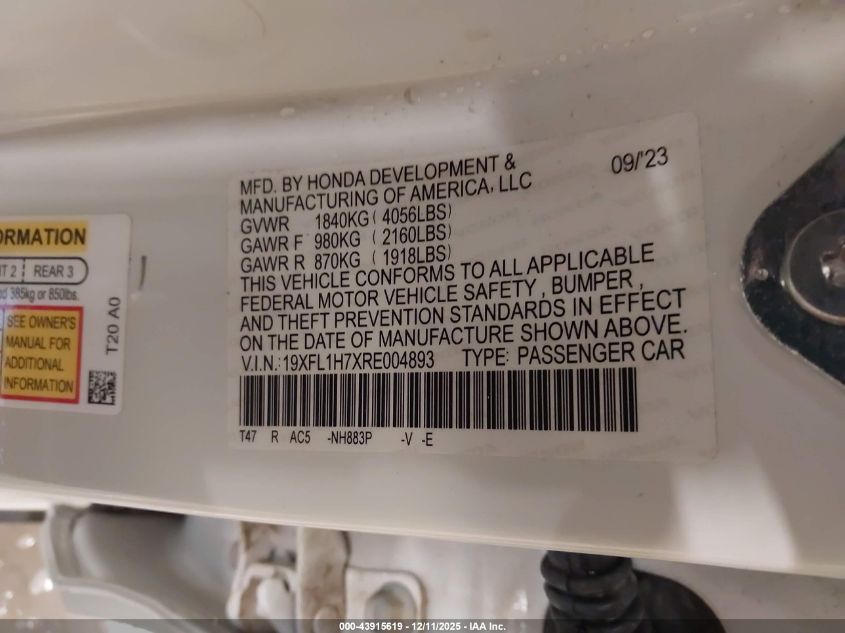 MFD. BY HONDA DEVELOPMENT & 09/'23
MANUFACTURING OF AMERICA, LLC
GVWR 1840KG ( 4056LBS)
GAWR F 980KG ( 2160LBS)
GAWR R 870KG ( 1918LBS)
THIS VEHICLE CONFORMS TO ALL APPLICABLE
FEDERAL MOTOR VEHICLE SAFETY , BUMPER ,
AND THEFT PREVENTION STANDARDS IN EFFECT
ON THE DATE OF MANUFACTURE SHOWN ABOVE.
V.I.N.: 19XFL1H7XRE004893 TYPE: PASSENGER CAR
T47 R AC5 -NH883P -V -E
ORMATION
2 REAR 3
385kg or 850lbs.
SEE OWNER'S
MANUAL FOR
ADDITIONAL
INFORMATION
T20 A0
000-43915619 - 12/11/2025 - IAA Inc.